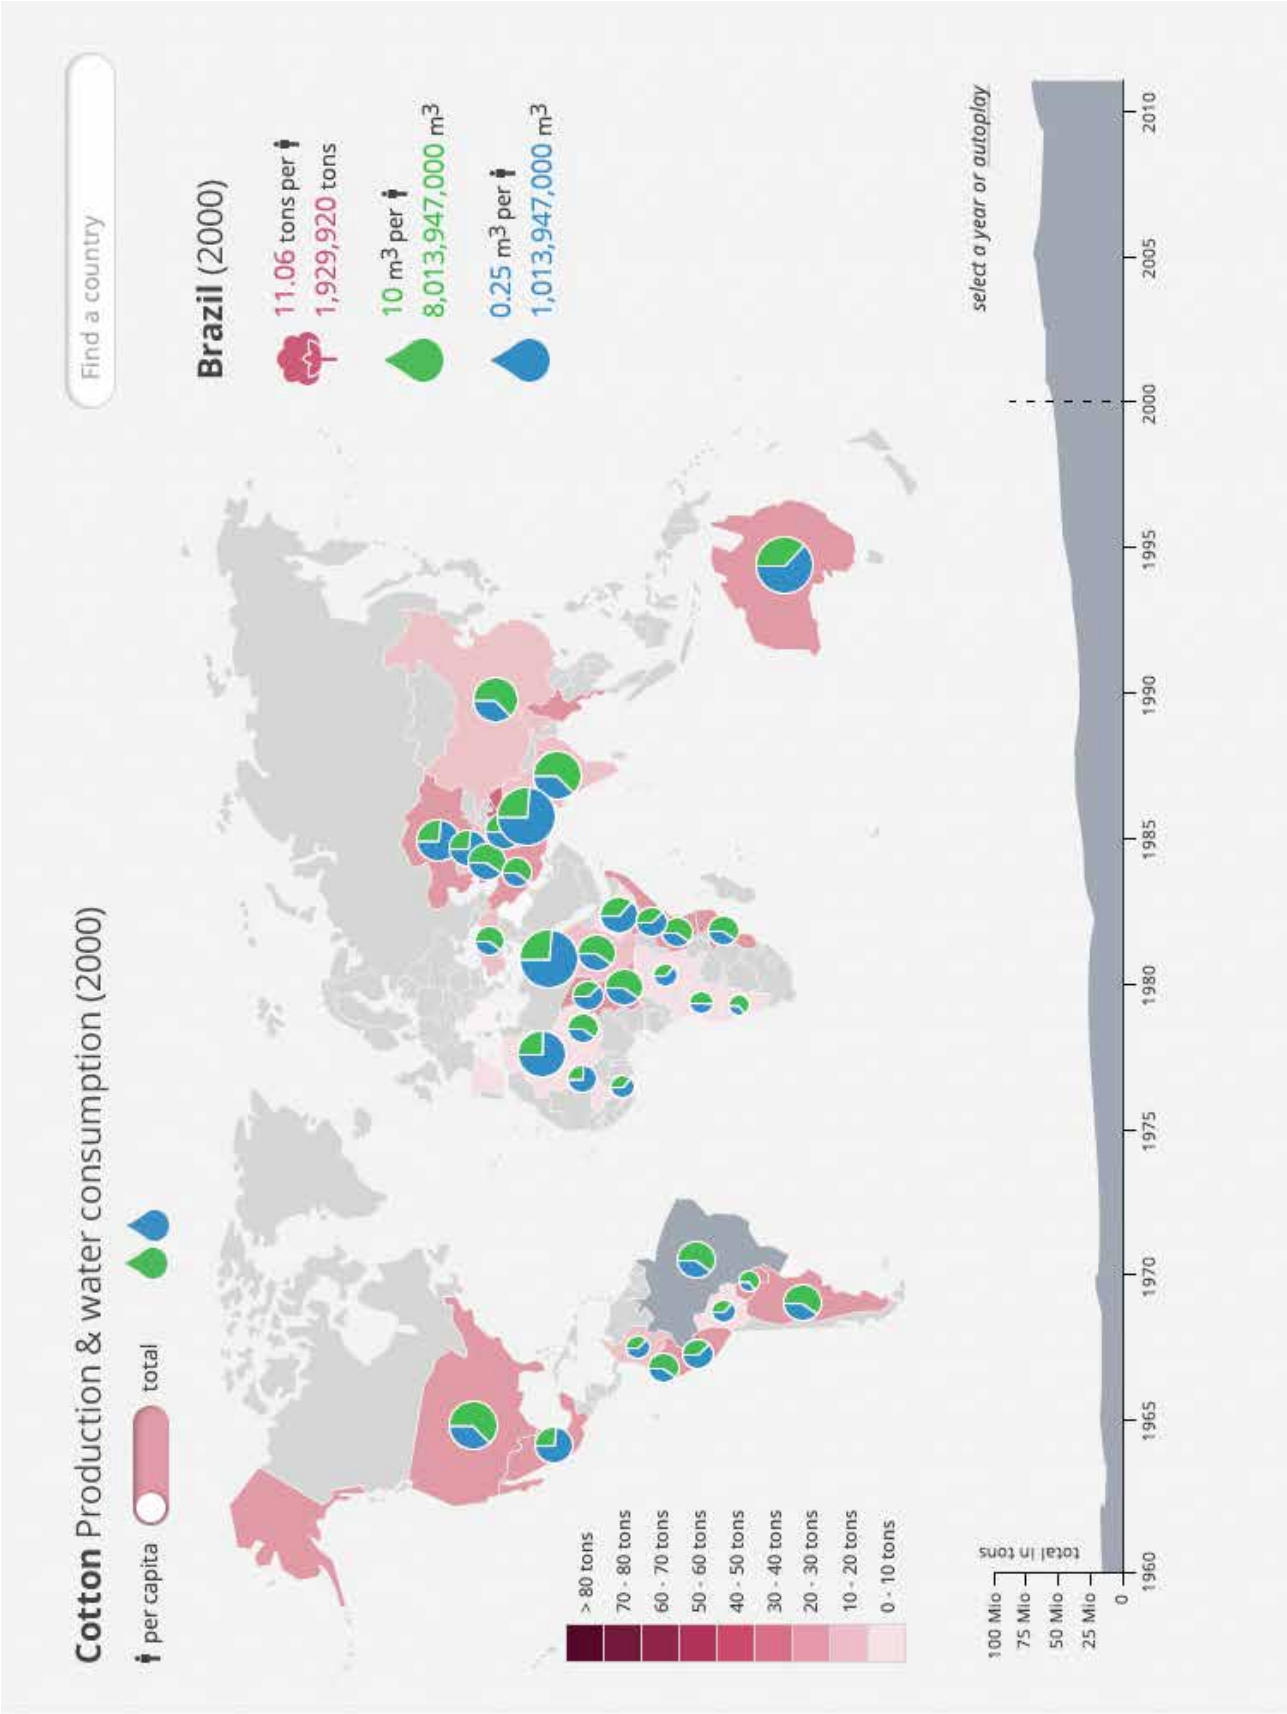 Cotton Production & water consumption (2000)
per capita
total
Find a country
Brazil (2000)
11.06 tons per
1,929,920 tons
10 m³ per
8,013,947,000 m³
0.25 m³ per
1,013,947,000 m³
> 80 tons
70 - 80 tons
60 - 70 tons
50 - 60 tons
40 - 50 tons
30 - 40 tons
20 - 30 tons
10 - 20 tons
0 - 10 tons
select a year or autoplay
total in tons
100 Mio
75 Mio
50 Mio
25 Mio
0
1960 1965 1970 1975 1980 1985 1990 1995 2000 2005 2010